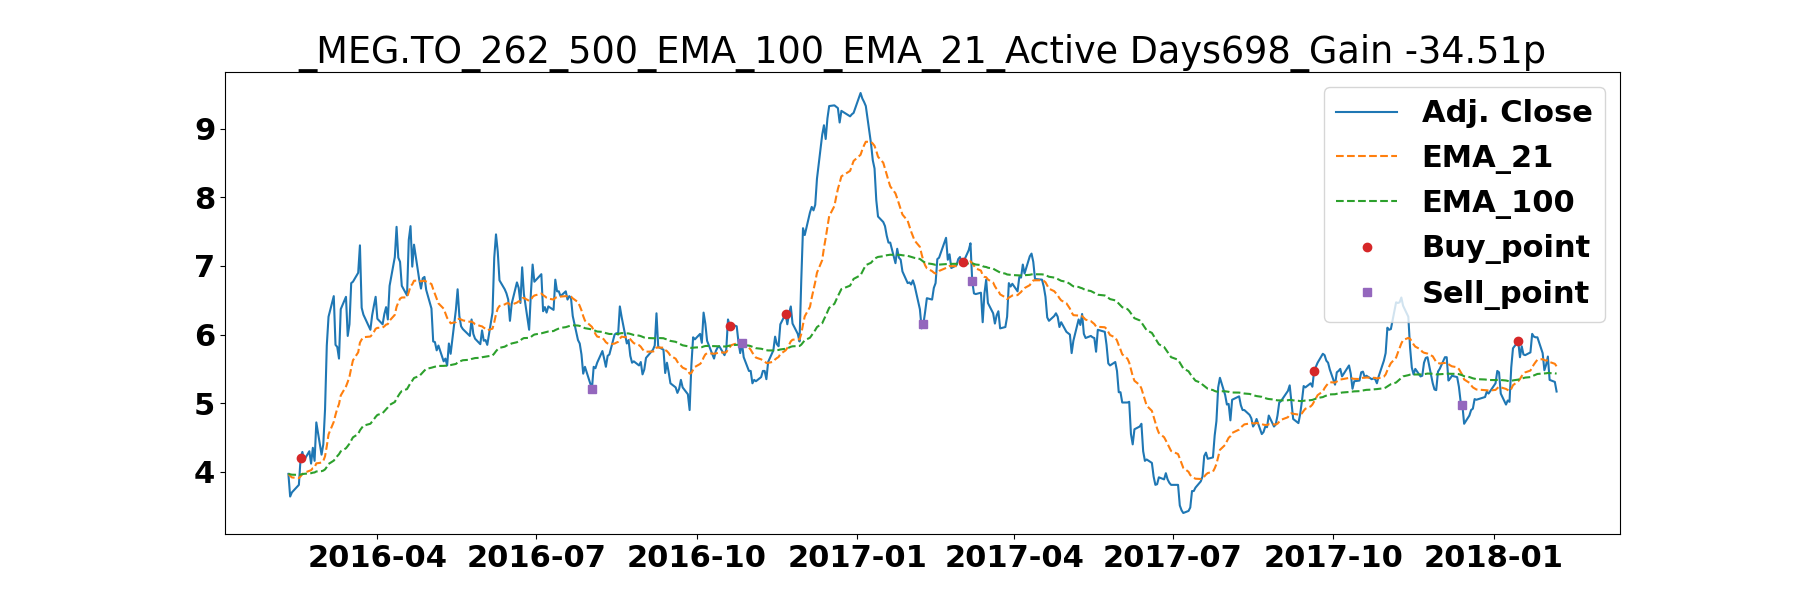 _MEG.TO_262_500_EMA_100_EMA_21_Active Days698_Gain -34.51p
Adj. Close
EMA_21
EMA_100
Buy_point
Sell_point
9
8
7
6
5
4
2016-04 2016-07 2016-10 2017-01 2017-04 2017-07 2017-10 2018-01